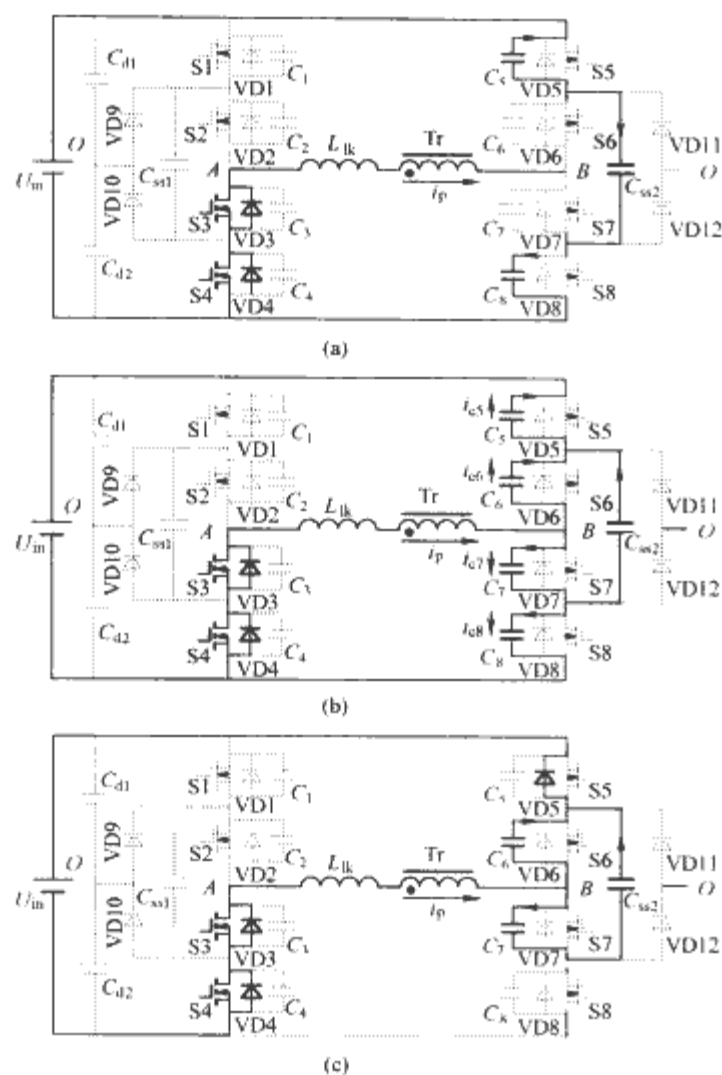 C_d1
S1
C_1
VD1
C_5
S5
VD5
VD9
S2
C_2
VD2
L_lk
Tr
C_6
S6
VD6
VD11
O
U_in
VD10
C_ss1
A
i_p
B
C_ss2
S3
VD3
C_3
C_7
S7
VD7
VD12
C_d2
S4
VD4
C_4
C_8
S8
VD8
(a)
C_d1
S1
C_1
VD1
i_c5
C_5
S5
VD5
VD9
S2
C_2
VD2
L_lk
Tr
i_c6
C_6
S6
VD6
VD11
O
U_in
VD10
C_ss1
A
i_p
B
C_ss2
O
S3
VD3
C_3
i_c7
C_7
S7
VD7
VD12
C_d2
S4
VD4
C_4
i_c8
C_8
S8
VD8
(b)
C_d1
S1
C_1
VD1
C_5
S5
VD5
VD9
S2
C_2
VD2
L_lk
Tr
C_6
S6
VD6
VD11
O
U_in
VD10
C_ss1
A
i_p
B
C_ss2
O
S3
VD3
C_3
C_7
S7
VD7
VD12
C_d2
S4
VD4
C_4
C_8
S8
VD8
(c)